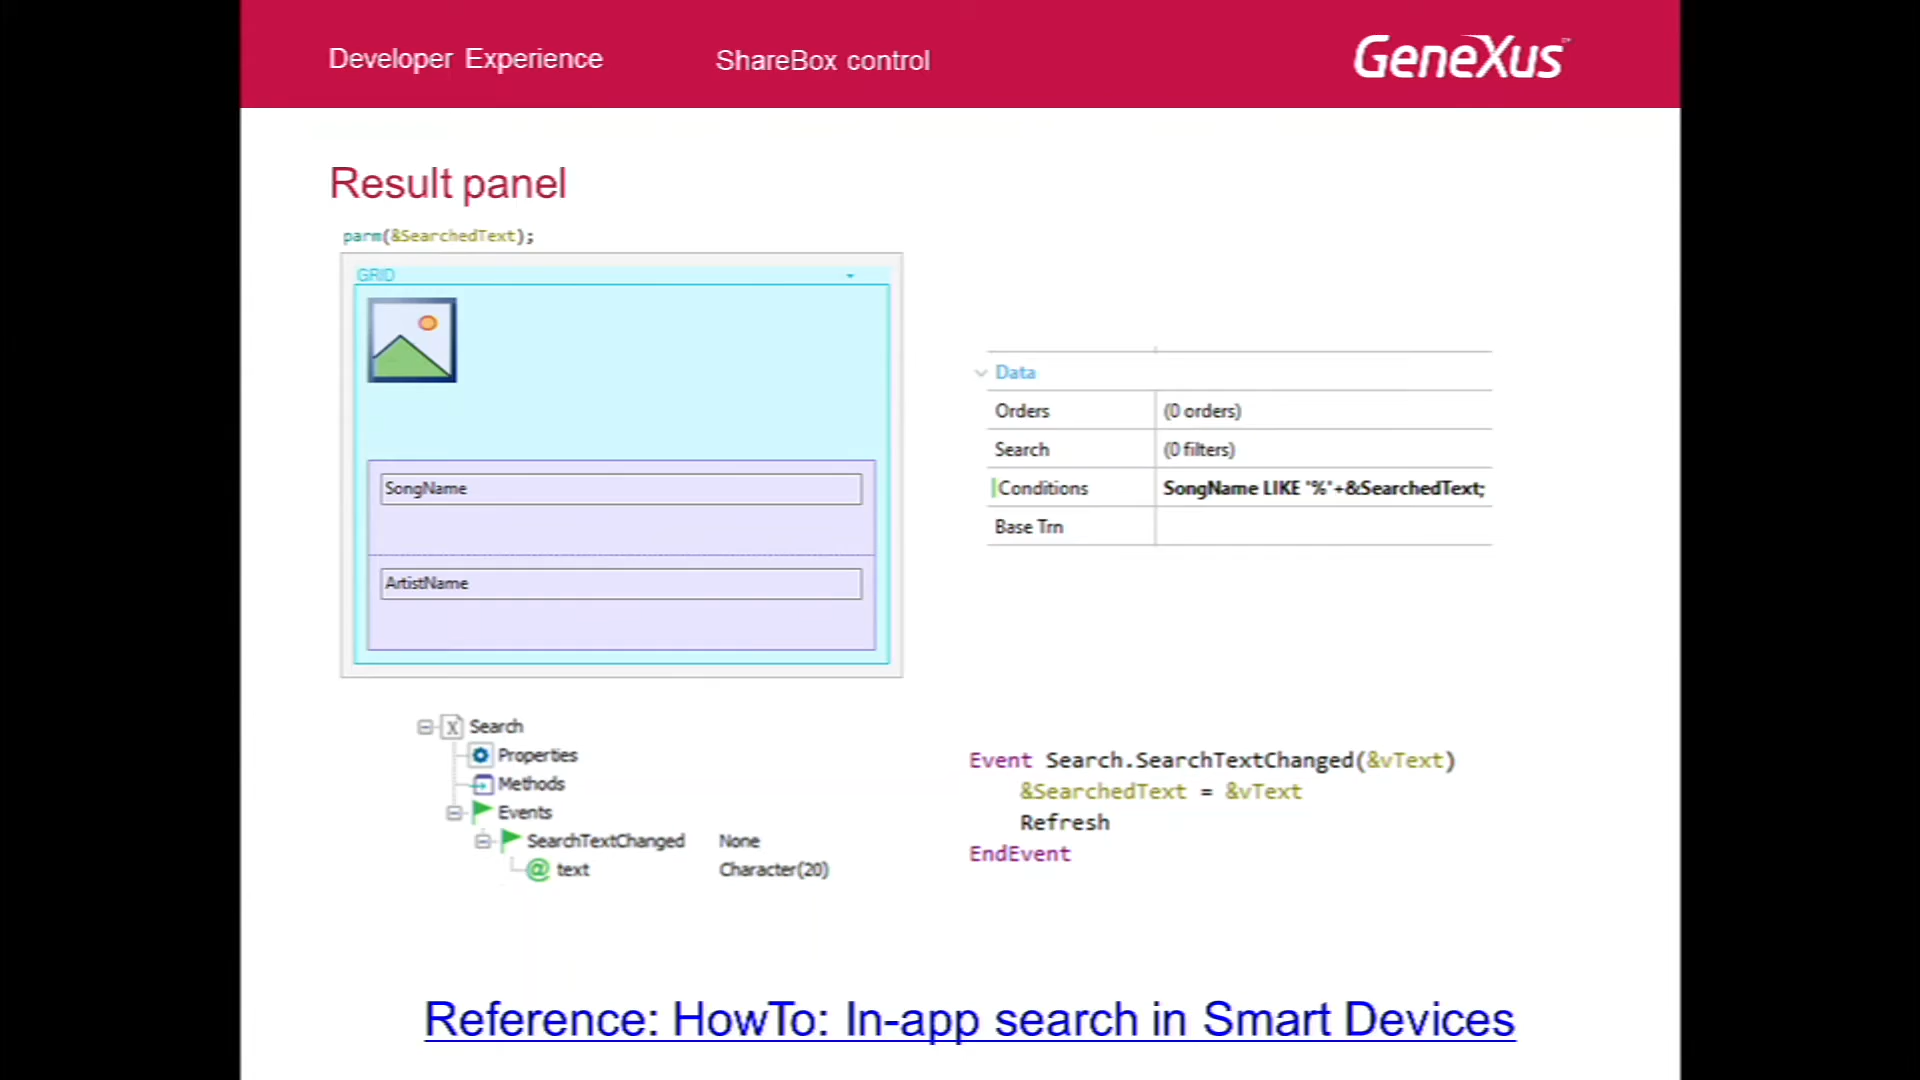 Developer Experience
ShareBox control
GeneXus™
Result panel
parm(&SearchedText);
GRID
SongName
ArtistName
Data
Orders (0 orders)
Search (0 filters)
Conditions SongName LIKE '%'+&SearchedText;
Base Trn
Search
Properties
Methods
Events
SearchTextChanged None
text Character(20)
Event Search.SearchTextChanged(&vText)
&SearchedText = &vText
Refresh
EndEvent
Reference: HowTo: In-app search in Smart Devices